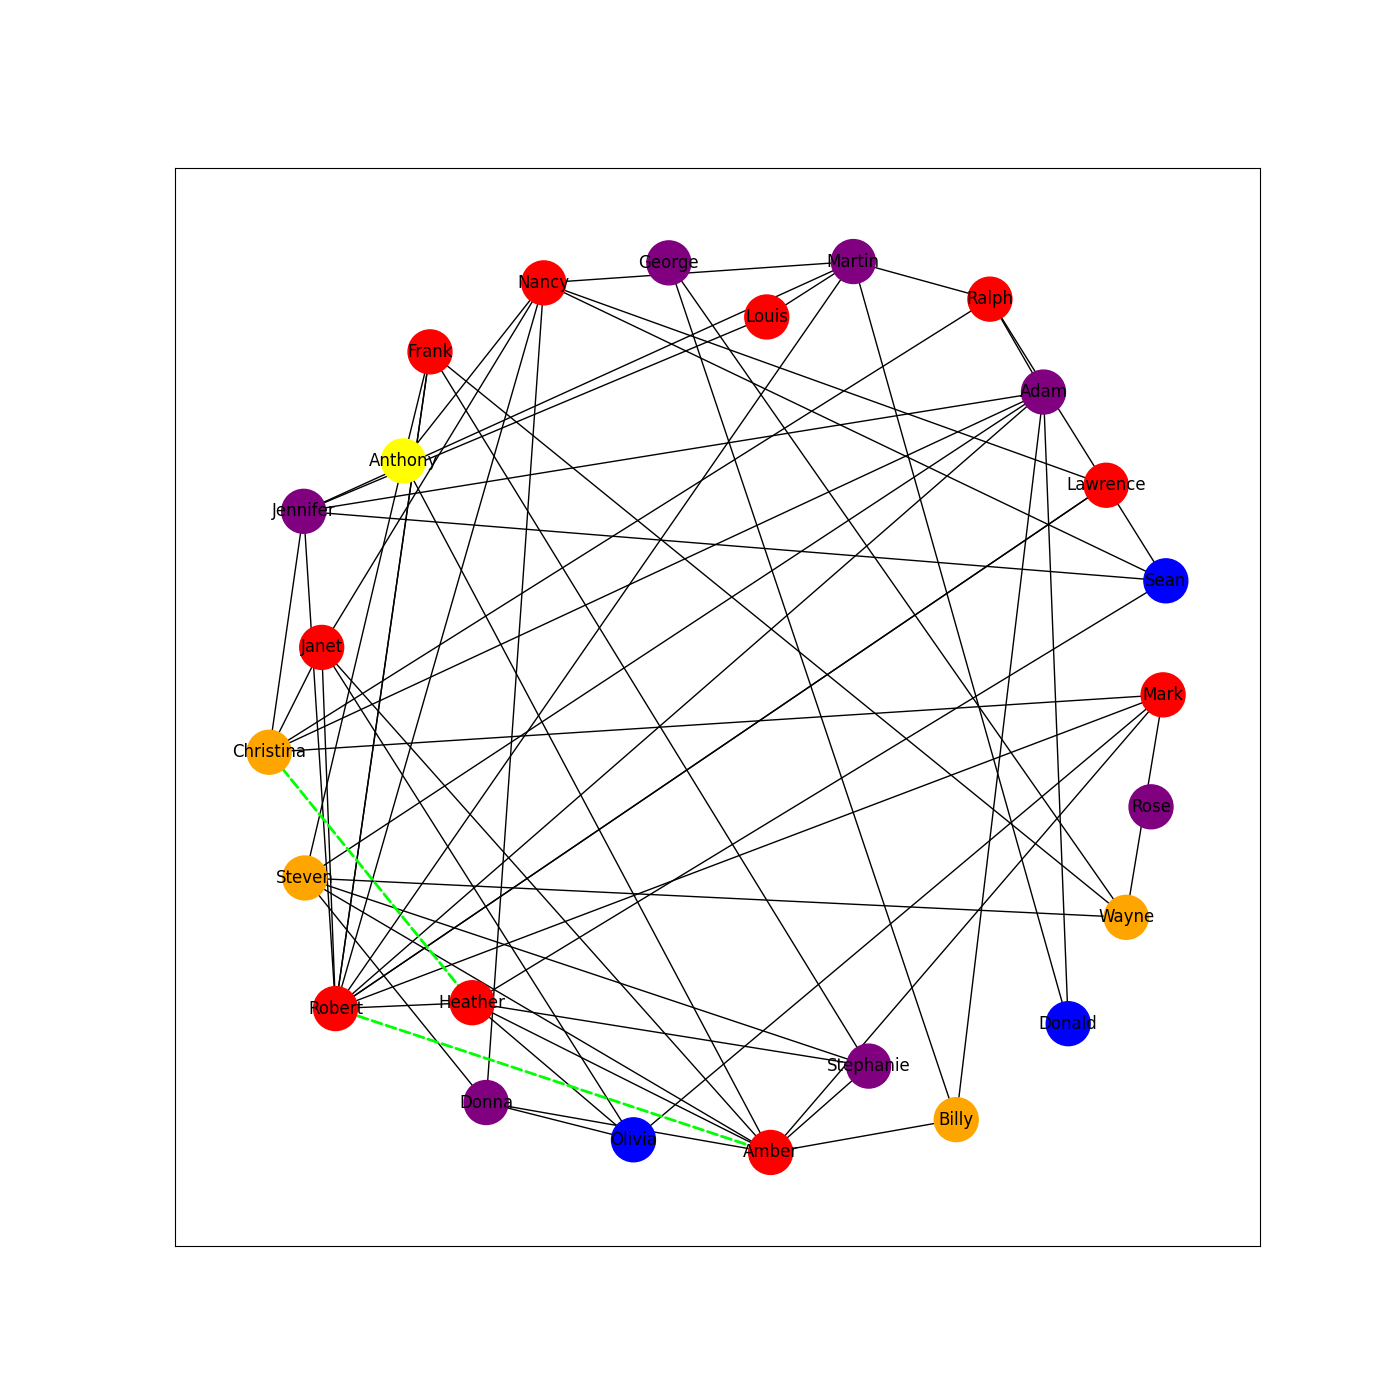 George
Martin
Nancy
Ralph
Louis
Frank
Adam
Anthony
Lawrence
Jennifer
Sean
Janet
Mark
Christina
Rose
Steven
Wayne
Heather
Robert
Donald
Stephanie
Donna
Billy
Olivia
Amber